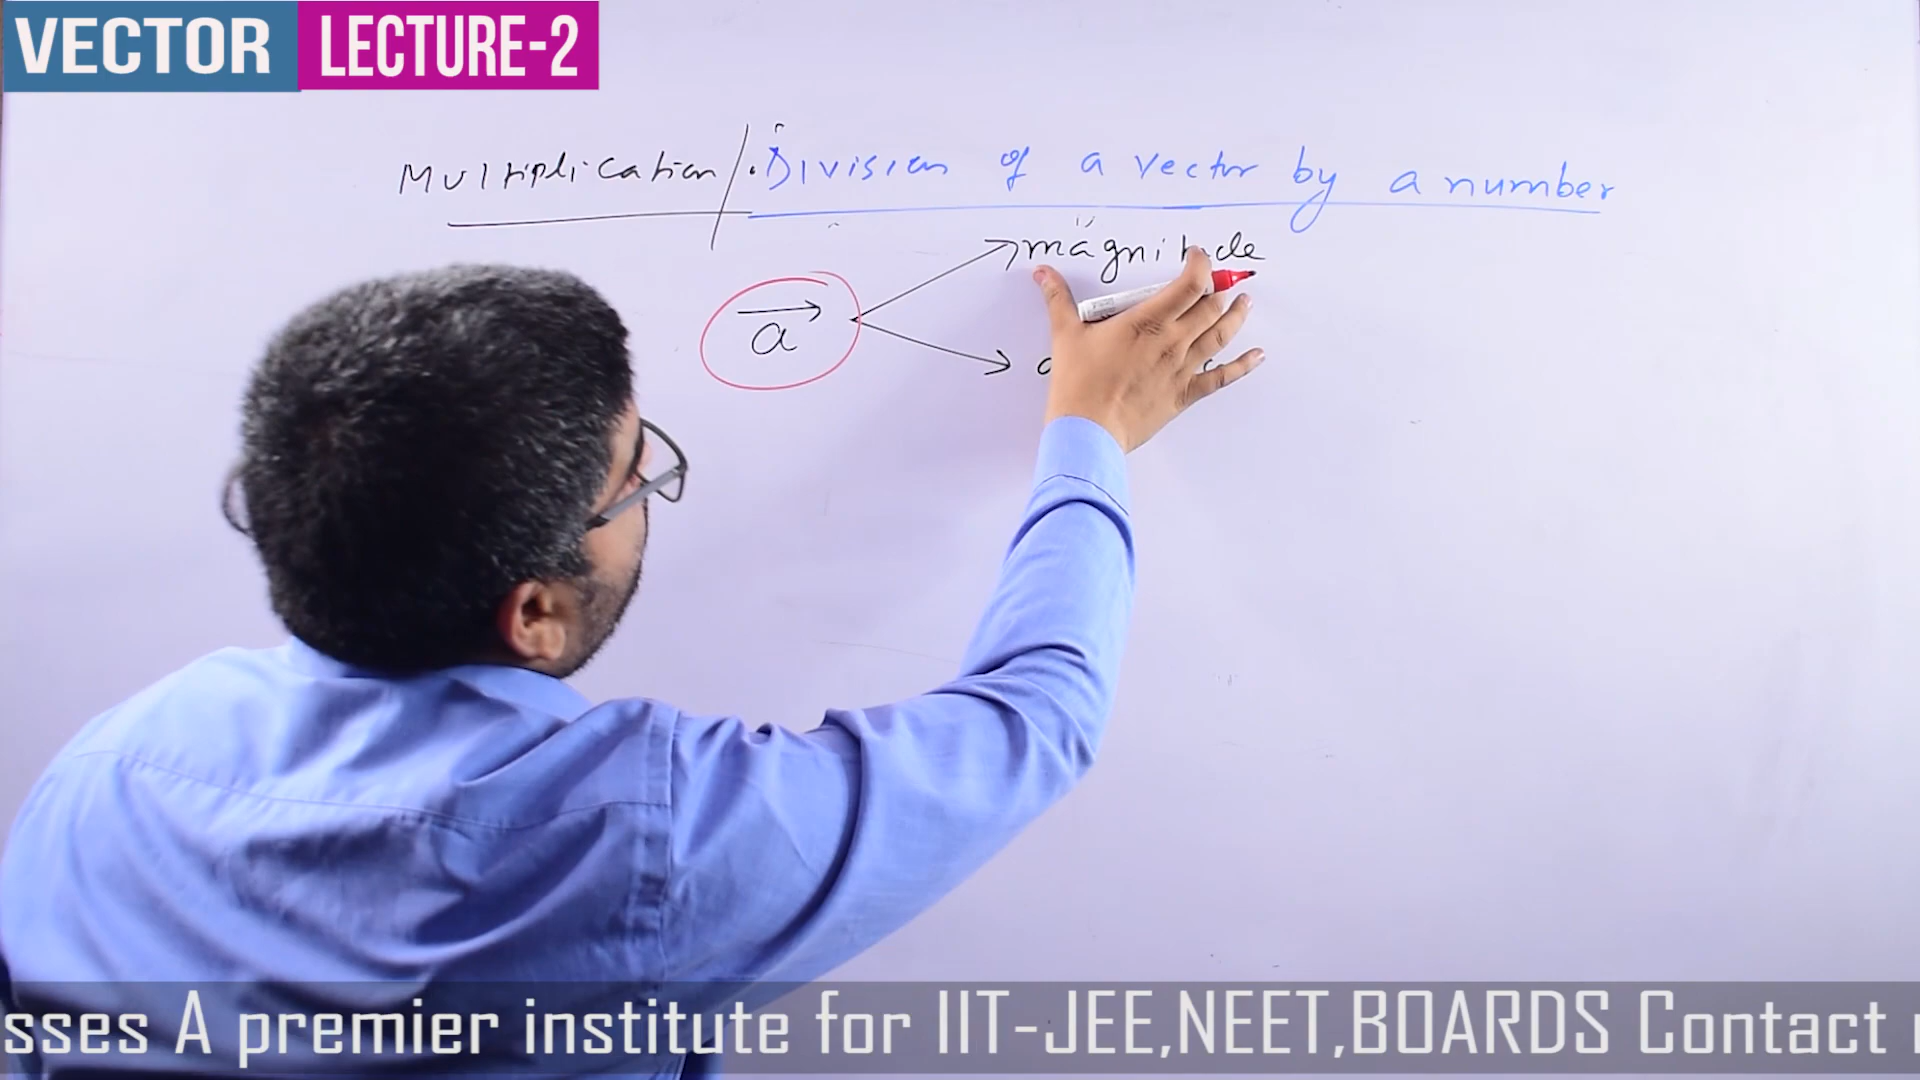 VECTOR LECTURE-2
Multiplication / Division of a vector by a number
magnitude
a
sses A premier institute for IIT-JEE,NEET,BOARDS Contact